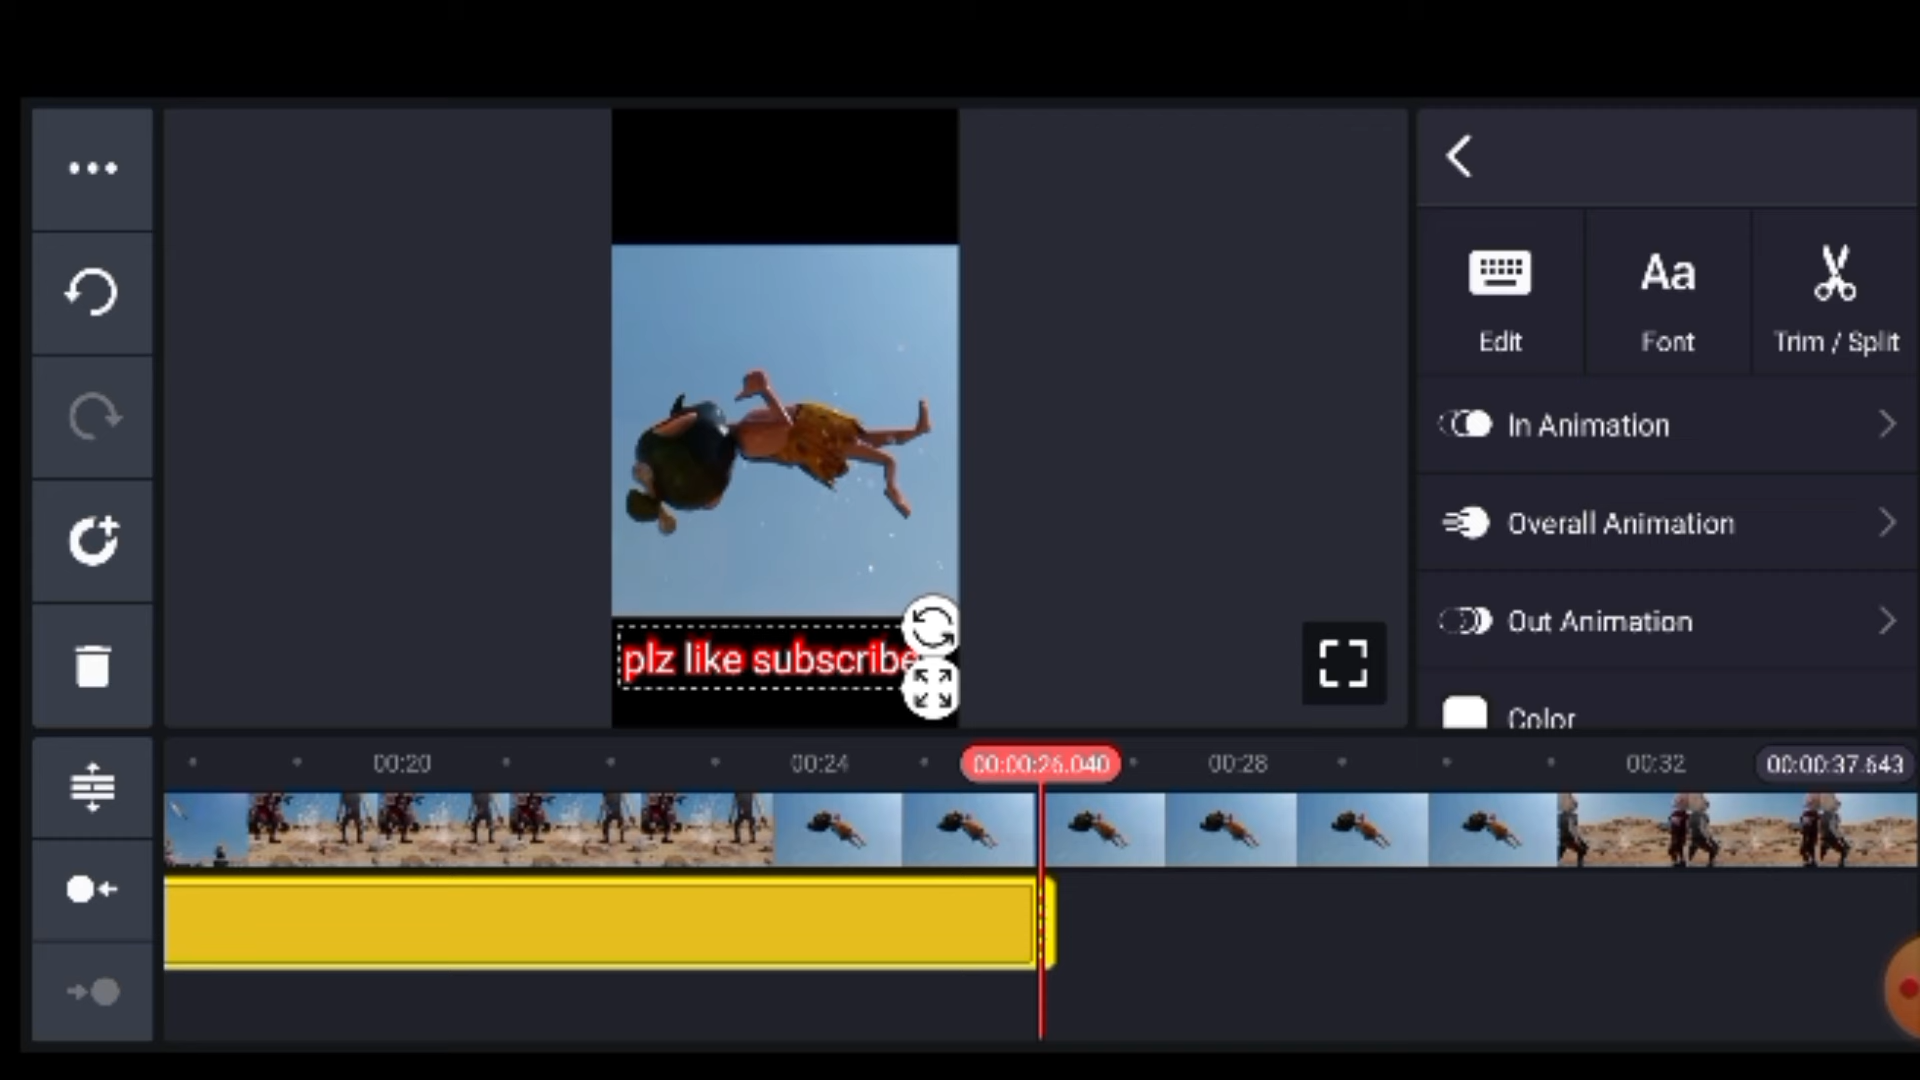 Aa
Edit
Font
Trim / Split
In Animation
Overall Animation
Out Animation
Color
plz like subscribe
00:20
00:24
00:00:26.040
00:28
00:32
00:00:37.643